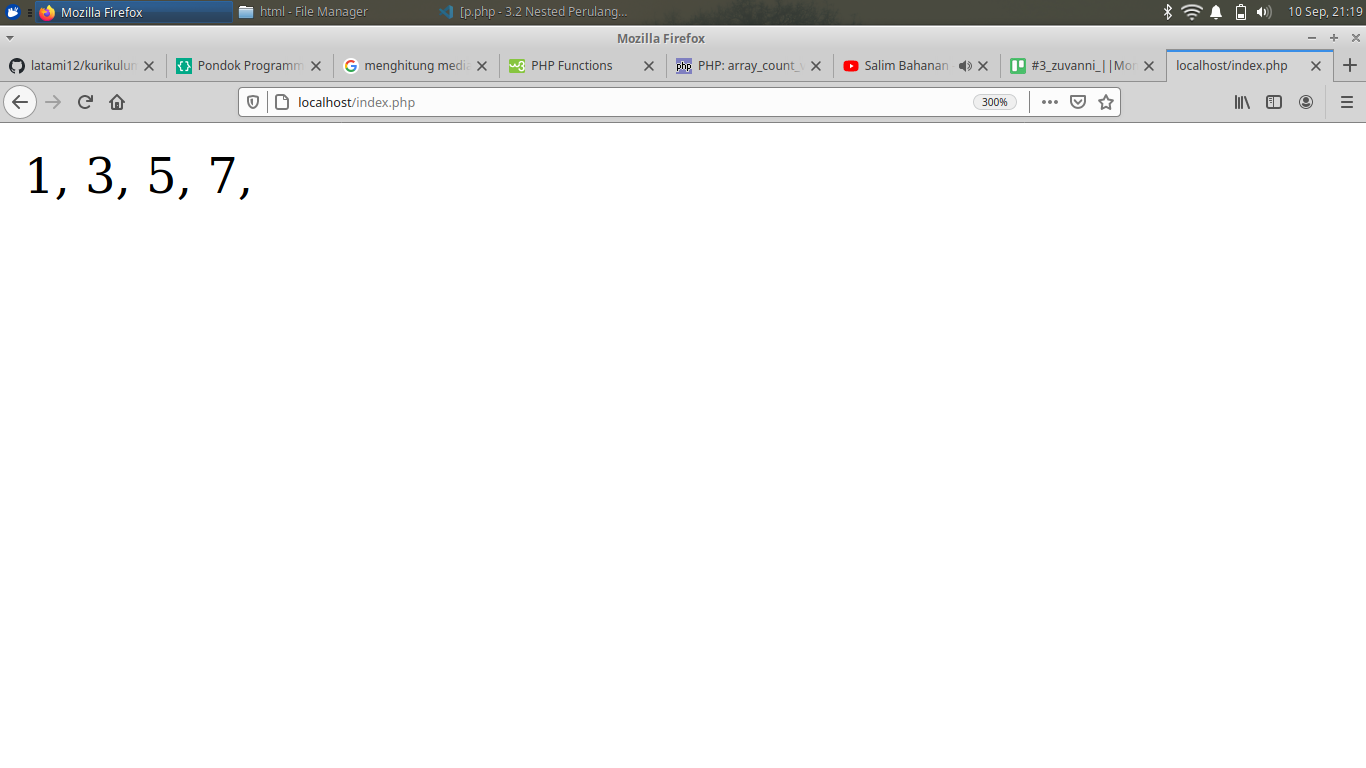 Mozilla Firefox html - File Manager [p.php - 3.2 Nested Perulang... 10 Sep, 21:19
Mozilla Firefox
latami12/kurikulun Pondok Programm menghitung media PHP Functions PHP: array_count_v Salim Bahanan #3_zuvanni_||Mor localhost/index.php
localhost/index.php 300%
1, 3, 5, 7,